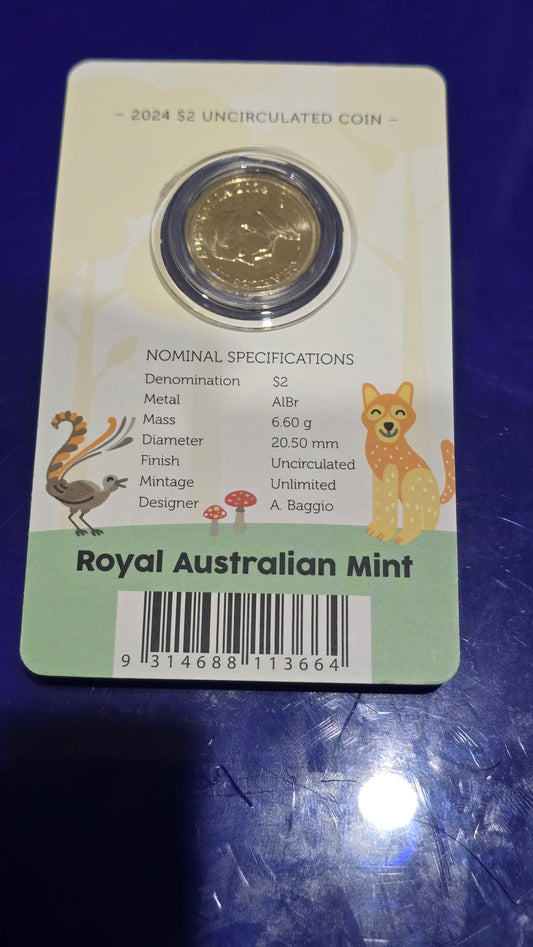 - 2024 $2 UNCIRCULATED COIN -
NOMINAL SPECIFICATIONS
Denomination $2
Metal AlBr
Mass 6.60 g
Diameter 20.50 mm
Finish Uncirculated
Mintage Unlimited
Designer A. Baggio
Royal Australian Mint
9 314688 113664